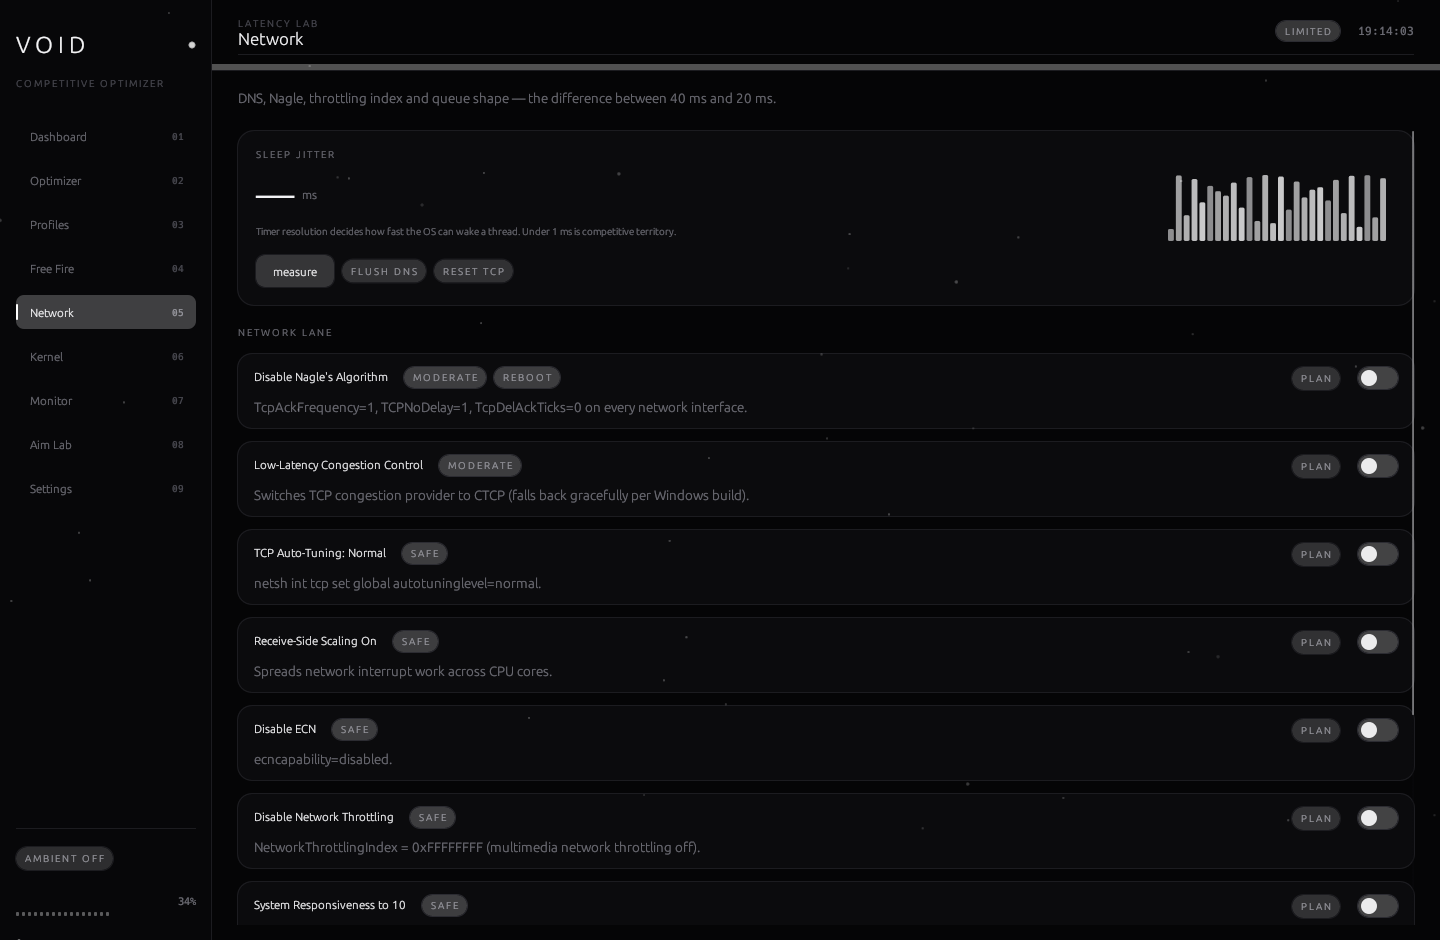 VOID
COMPETITIVE OPTIMIZER
Dashboard 01
Optimizer 02
Profiles 03
Free Fire 04
Network 05
Kernel 06
Monitor 07
Aim Lab 08
Settings 09
AMBIENT OFF
34%
LATENCY LAB
Network
LIMITED 19:14:03
DNS, Nagle, throttling index and queue shape — the difference between 40 ms and 20 ms.
SLEEP JITTER
— ms
Timer resolution decides how fast the OS can wake a thread. Under 1 ms is competitive territory.
measure FLUSH DNS RESET TCP
NETWORK LANE
Disable Nagle's Algorithm MODERATE REBOOT PLAN
TcpAckFrequency=1, TCPNoDelay=1, TcpDelAckTicks=0 on every network interface.
Low-Latency Congestion Control MODERATE PLAN
Switches TCP congestion provider to CTCP (falls back gracefully per Windows build).
TCP Auto-Tuning: Normal SAFE PLAN
netsh int tcp set global autotuninglevel=normal.
Receive-Side Scaling On SAFE PLAN
Spreads network interrupt work across CPU cores.
Disable ECN SAFE PLAN
ecncapability=disabled.
Disable Network Throttling SAFE PLAN
NetworkThrottlingIndex = 0xFFFFFFFF (multimedia network throttling off).
System Responsiveness to 10 SAFE PLAN